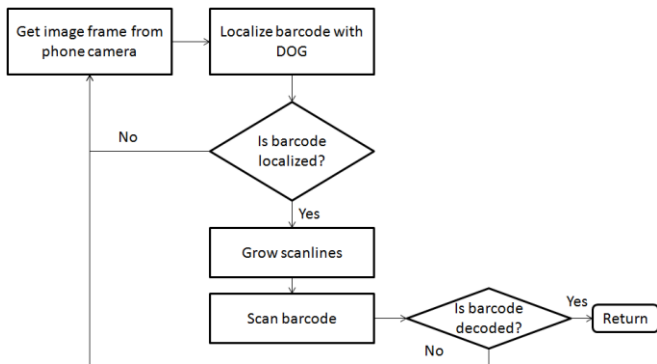 Get image frame from
phone camera
Localize barcode with
DOG
No
Is barcode
localized?
Yes
Grow scanlines
Scan barcode
Is barcode
decoded?
Yes
Return
No